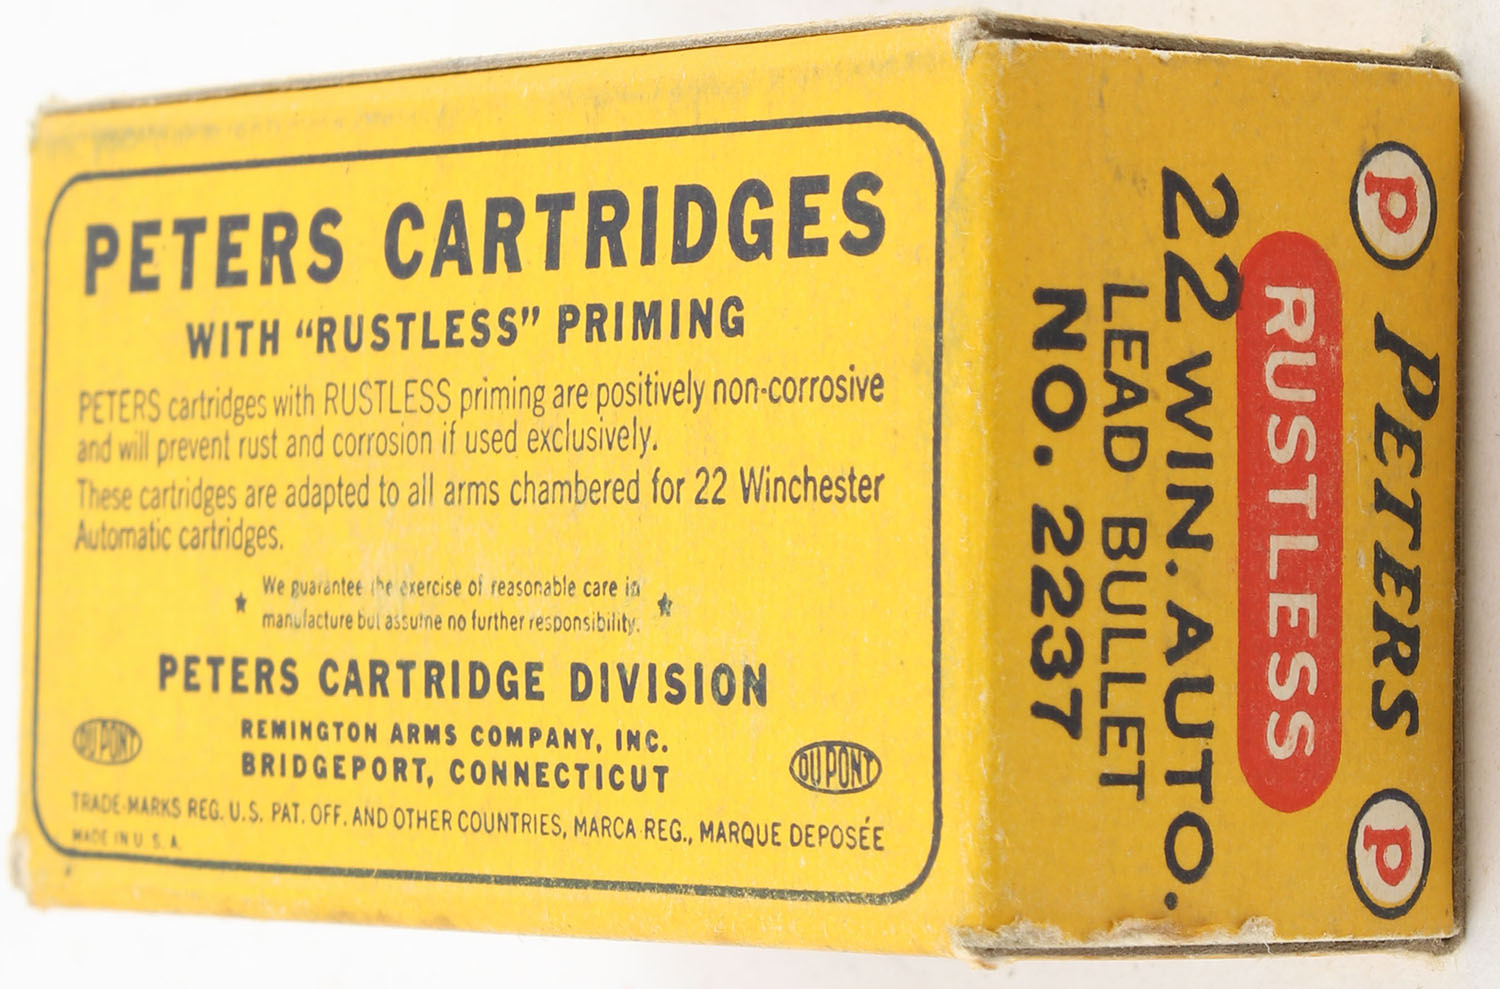 PETERS CARTRIDGES
WITH "RUSTLESS" PRIMING
PETERS cartridges with RUSTLESS priming are positively non-corrosive
and will prevent rust and corrosion if used exclusively.
These cartridges are adapted to all arms chambered for 22 Winchester
Automatic cartridges.
We guarantee the exercise of reasonable care in
manufacture but assume no further responsibility.
PETERS CARTRIDGE DIVISION
REMINGTON ARMS COMPANY, INC.
BRIDGEPORT, CONNECTICUT
DU PONT
DU PONT
TRADE-MARKS REG. U.S. PAT. OFF. AND OTHER COUNTRIES, MARCA REG., MARQUE DEPOSÉE
MADE IN U. S. A.
P PETERS P
RUSTLESS
22 WIN. AUTO.
LEAD BULLET
NO. 2237